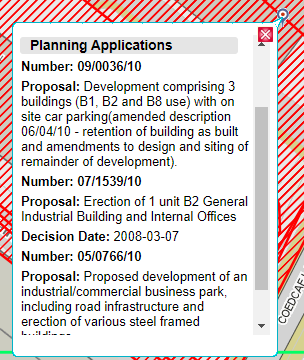 Planning Applications
Number: 09/0036/10
Proposal: Development comprising 3
buildings (B1, B2 and B8 use) with on
site car parking(amended description
06/04/10 - retention of building as built
and amendments to design and siting of
remainder of development).
Number: 07/1539/10
Proposal: Erection of 1 unit B2 General
Industrial Building and Internal Offices
Decision Date: 2008-03-07
Number: 05/0766/10
Proposal: Proposed development of an
industrial/commercial business park,
including road infrastructure and
erection of various steel framed
buildings
COEDCAE L